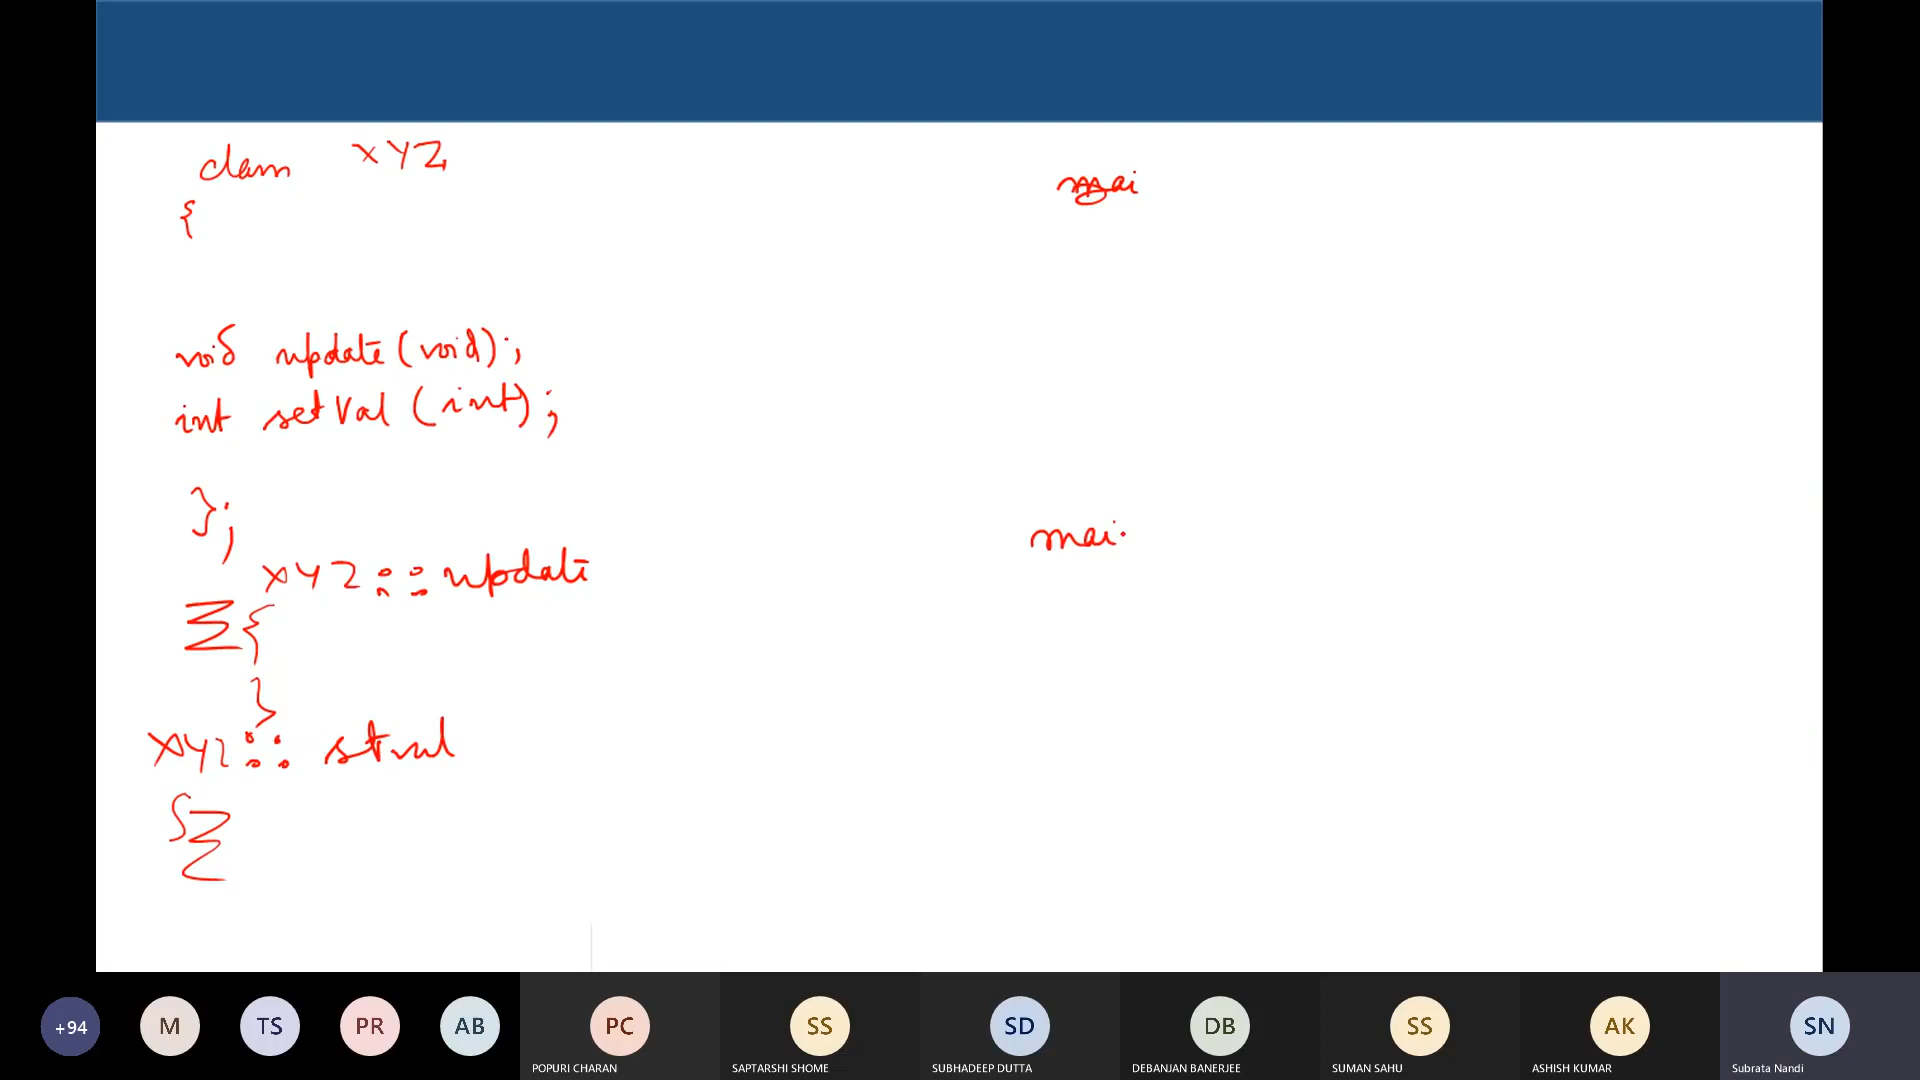 class XYZ
{
void update(void);
int setVal (int);
};
XYZ :: update
{
}
XYZ :: setval
{
mai
mai
+94
M
TS
PR
AB
PC
POPURI CHARAN
SS
SAPTARSHI SHOME
SD
SUBHADEEP DUTTA
DB
DEBANJAN BANERJEE
SS
SUMAN SAHU
AK
ASHISH KUMAR
SN
Subrata Nandi